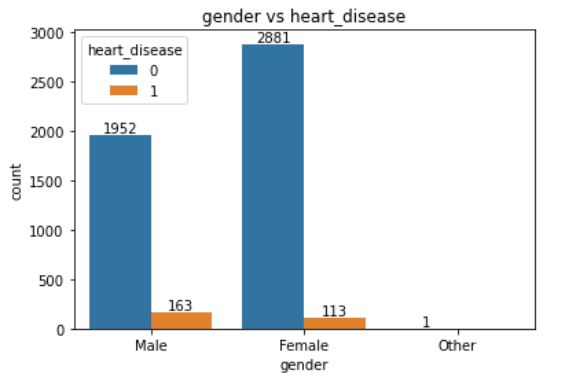 gender vs heart_disease
3000
2500
2000
1500
1000
500
0
count
heart_disease
0
1
1952
163
2881
113
1
Male Female Other
gender